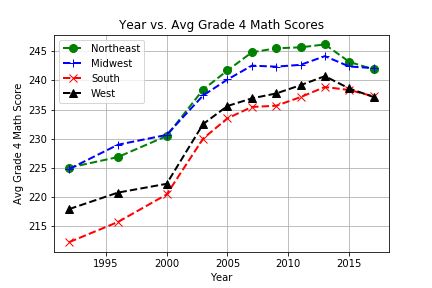 Year vs. Avg Grade 4 Math Scores
Northeast
Midwest
South
West
Avg Grade 4 Math Score
245
240
235
230
225
220
215
1995
2000
2005
2010
2015
Year